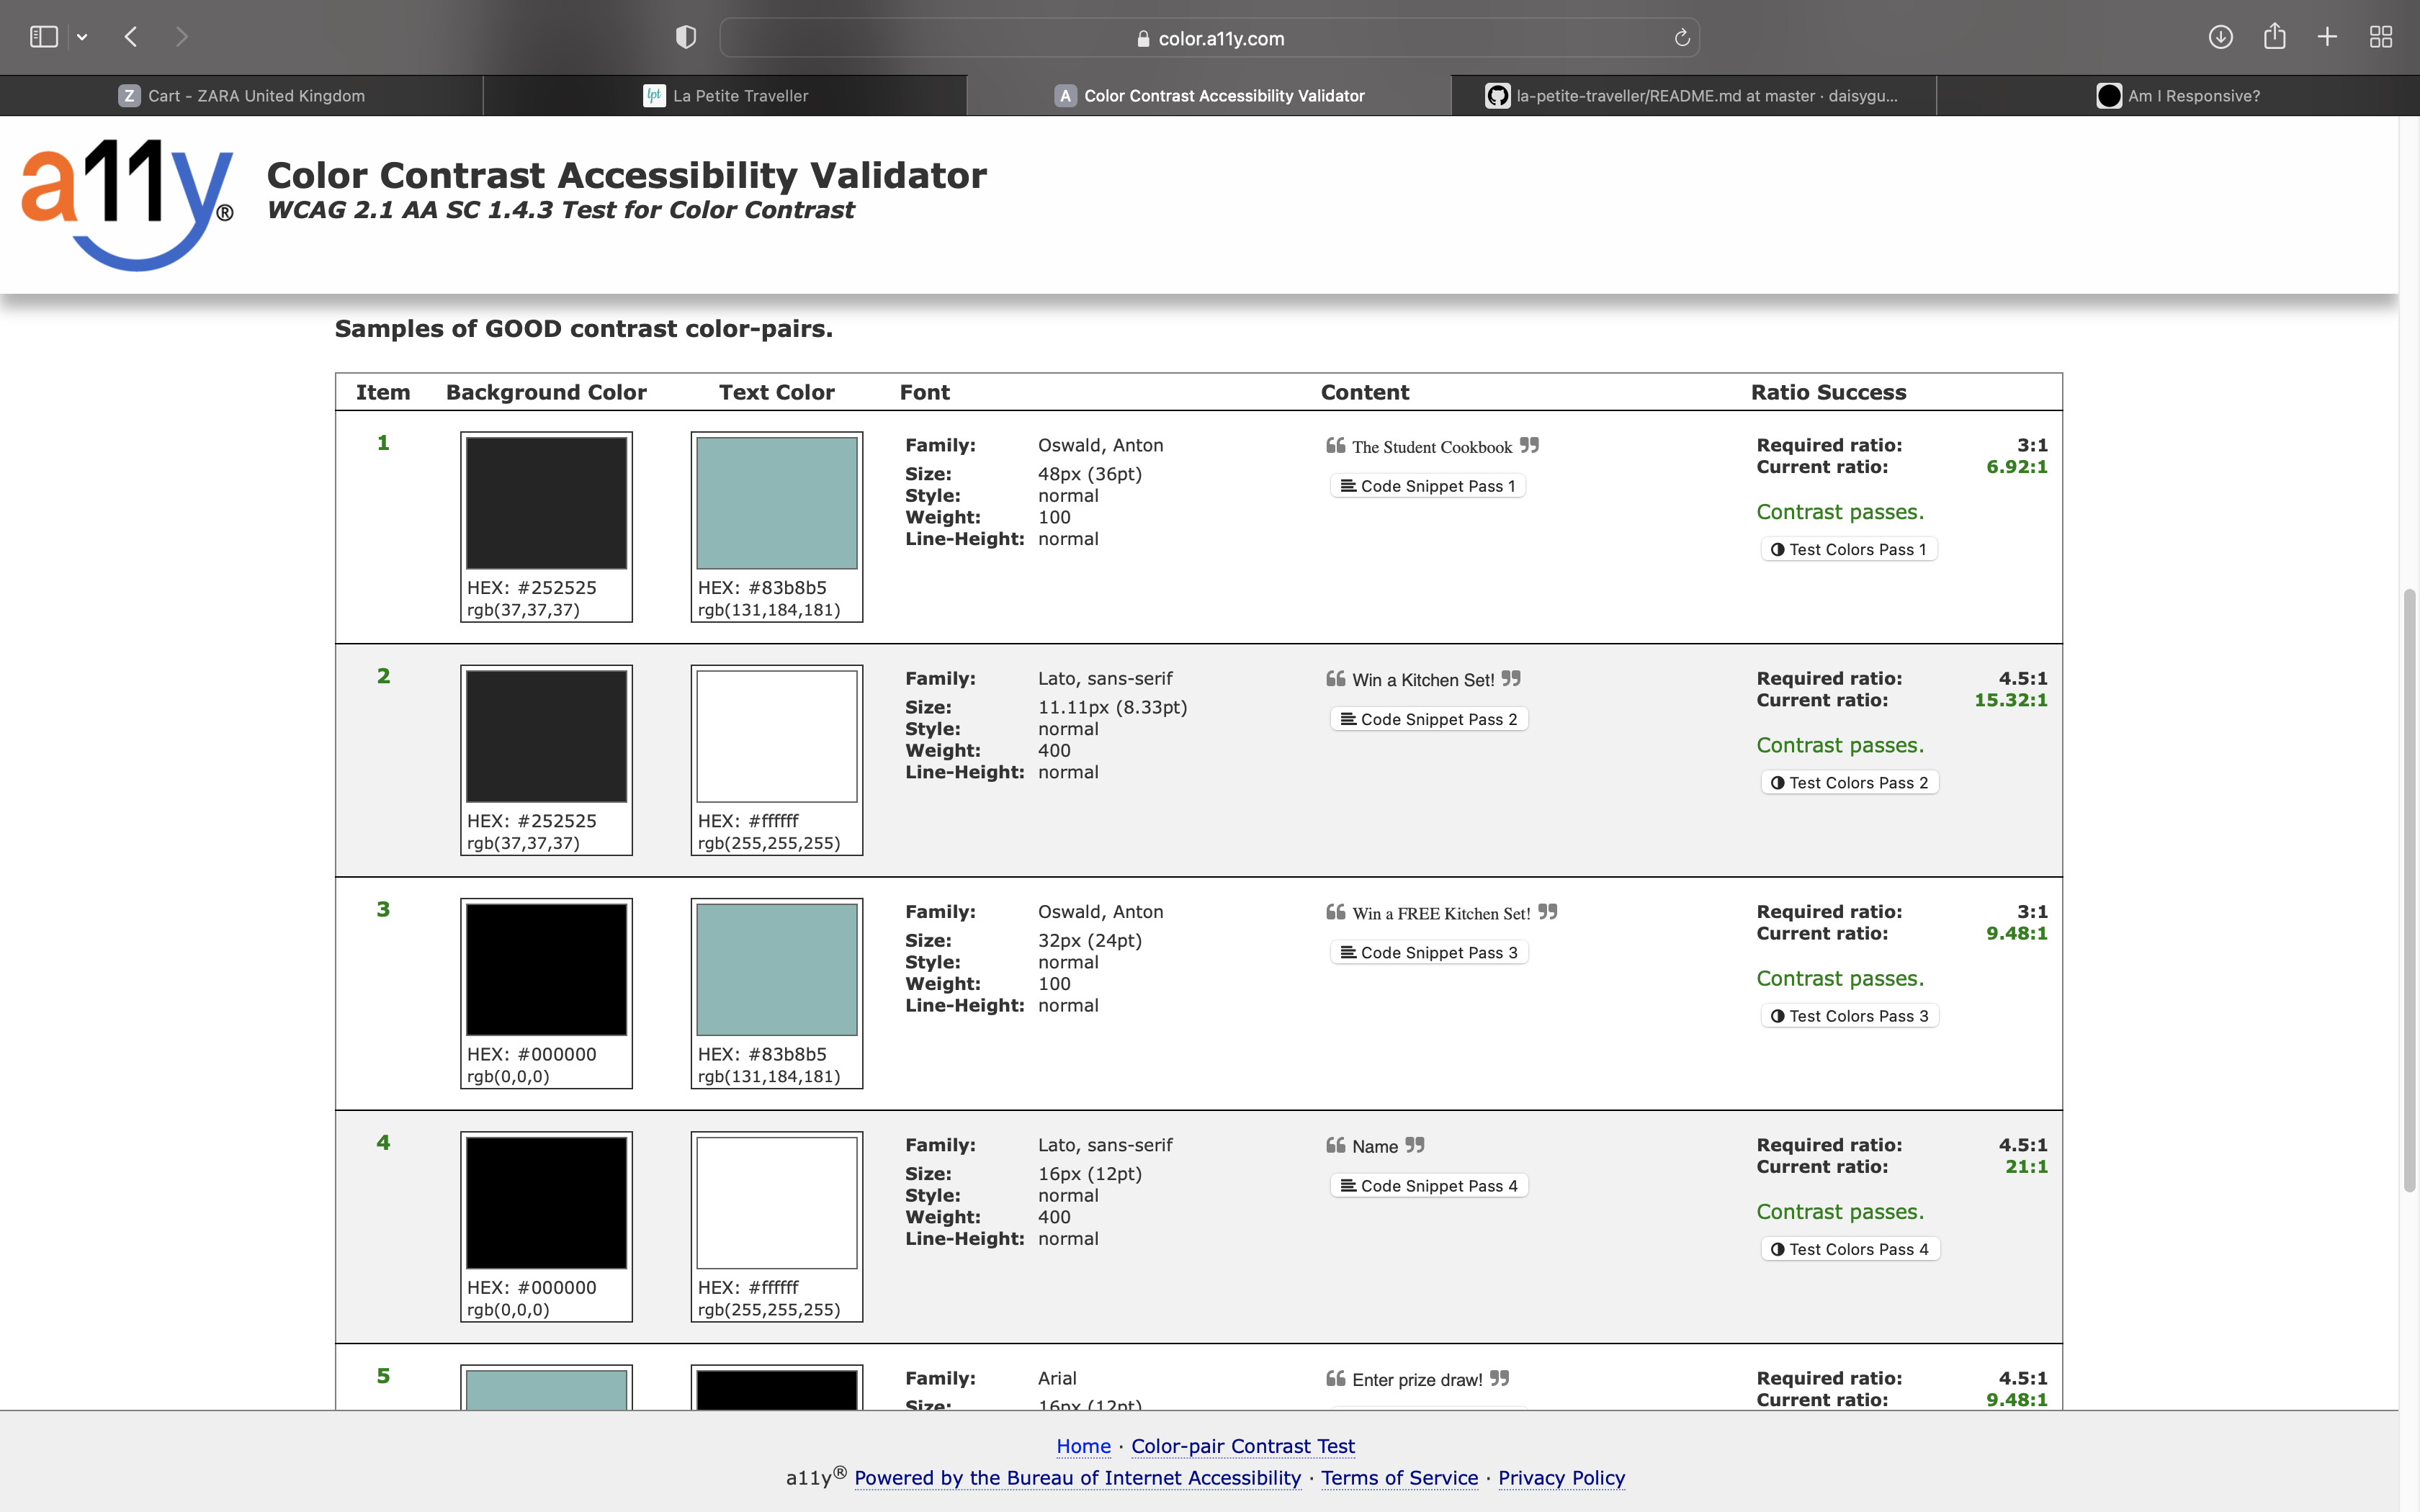 color.a11y.com
Z Cart - ZARA United Kingdom
lpt La Petite Traveller
A Color Contrast Accessibility Validator
la-petite-traveller/README.md at master · daisygu...
Am I Responsive?
a11y®
Color Contrast Accessibility Validator
WCAG 2.1 AA SC 1.4.3 Test for Color Contrast
Samples of GOOD contrast color-pairs.
Item Background Color Text Color Font Content Ratio Success
1
HEX: #252525
rgb(37,37,37)
HEX: #83b8b5
rgb(131,184,181)
Family: Oswald, Anton
Size: 48px (36pt)
Style: normal
Weight: 100
Line-Height: normal
“ The Student Cookbook ”
Code Snippet Pass 1
Required ratio: 3:1
Current ratio: 6.92:1
Contrast passes.
Test Colors Pass 1
2
HEX: #252525
rgb(37,37,37)
HEX: #ffffff
rgb(255,255,255)
Family: Lato, sans-serif
Size: 11.11px (8.33pt)
Style: normal
Weight: 400
Line-Height: normal
“ Win a Kitchen Set! ”
Code Snippet Pass 2
Required ratio: 4.5:1
Current ratio: 15.32:1
Contrast passes.
Test Colors Pass 2
3
HEX: #000000
rgb(0,0,0)
HEX: #83b8b5
rgb(131,184,181)
Family: Oswald, Anton
Size: 32px (24pt)
Style: normal
Weight: 100
Line-Height: normal
“ Win a FREE Kitchen Set! ”
Code Snippet Pass 3
Required ratio: 3:1
Current ratio: 9.48:1
Contrast passes.
Test Colors Pass 3
4
HEX: #000000
rgb(0,0,0)
HEX: #ffffff
rgb(255,255,255)
Family: Lato, sans-serif
Size: 16px (12pt)
Style: normal
Weight: 400
Line-Height: normal
“ Name ”
Code Snippet Pass 4
Required ratio: 4.5:1
Current ratio: 21:1
Contrast passes.
Test Colors Pass 4
5
Family: Arial
Size: 16px (12pt)
“ Enter prize draw! ”
Required ratio: 4.5:1
Current ratio: 9.48:1
Home · Color-pair Contrast Test
a11y® Powered by the Bureau of Internet Accessibility · Terms of Service · Privacy Policy